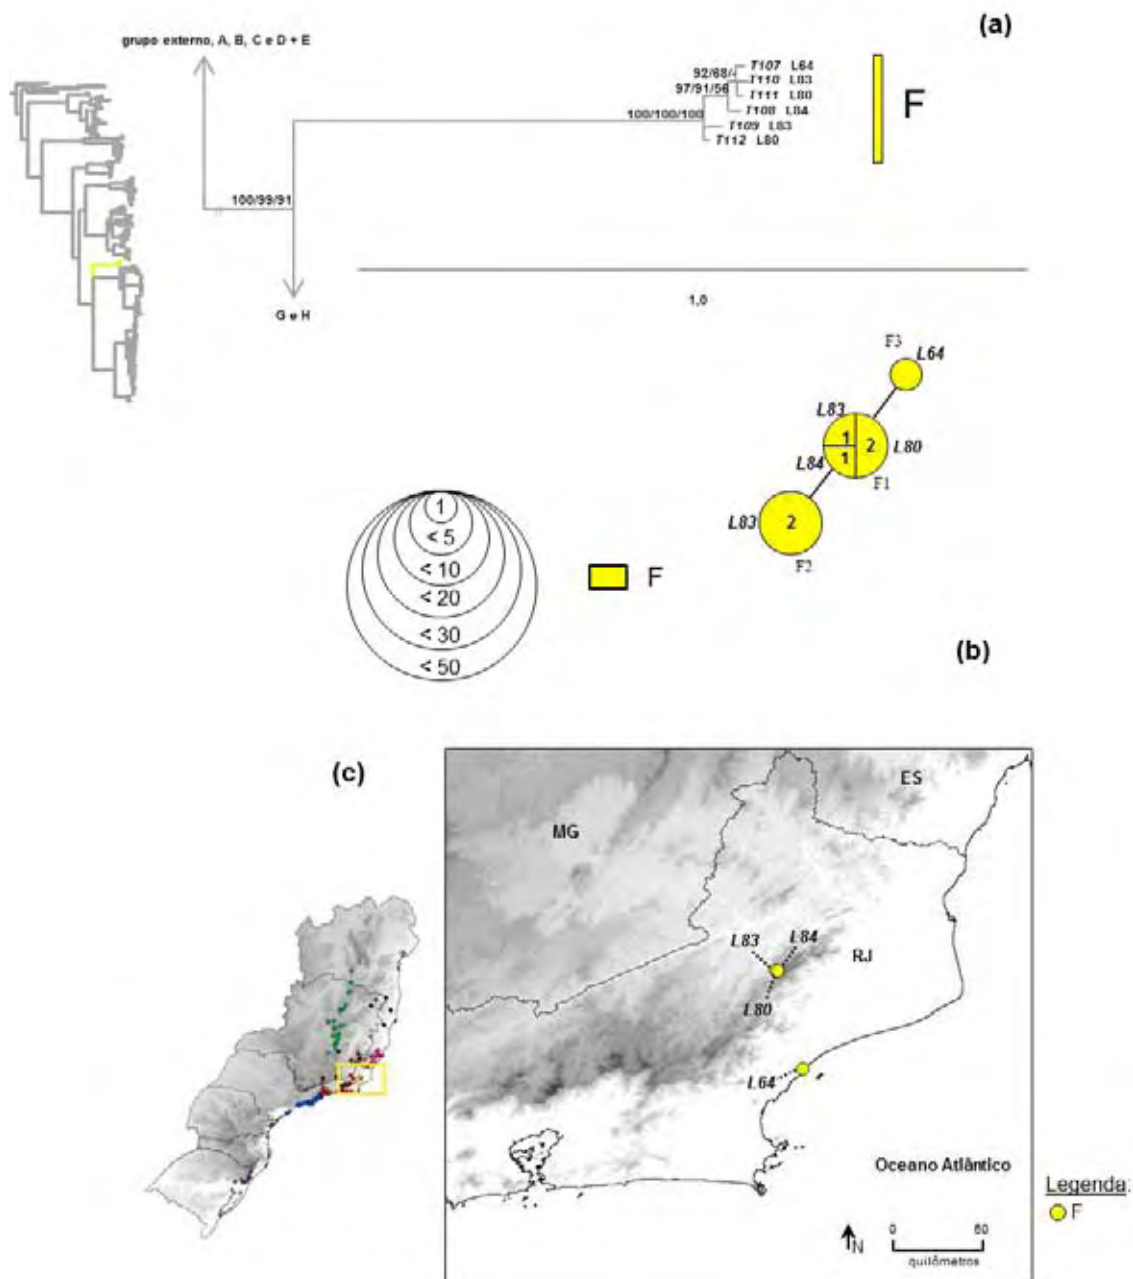 (a)
grupo externo, A, B, C e D + E
T107 L64
92/68/-
T110 L83
97/91/56
T111 L80
T108 L84
100/100/100
T109 L83
T112 L80
F
100/99/91
G e H
1,0
F3
L64
L83
1
2
L80
1
L84
F1
L83
2
F2
1
< 5
< 10
< 20
< 30
< 50
F
(b)
(c)
ES
MG
L83
L84
RJ
L80
L64
Oceano Atlântico
Legenda:
F
N
0
60
quilômetros